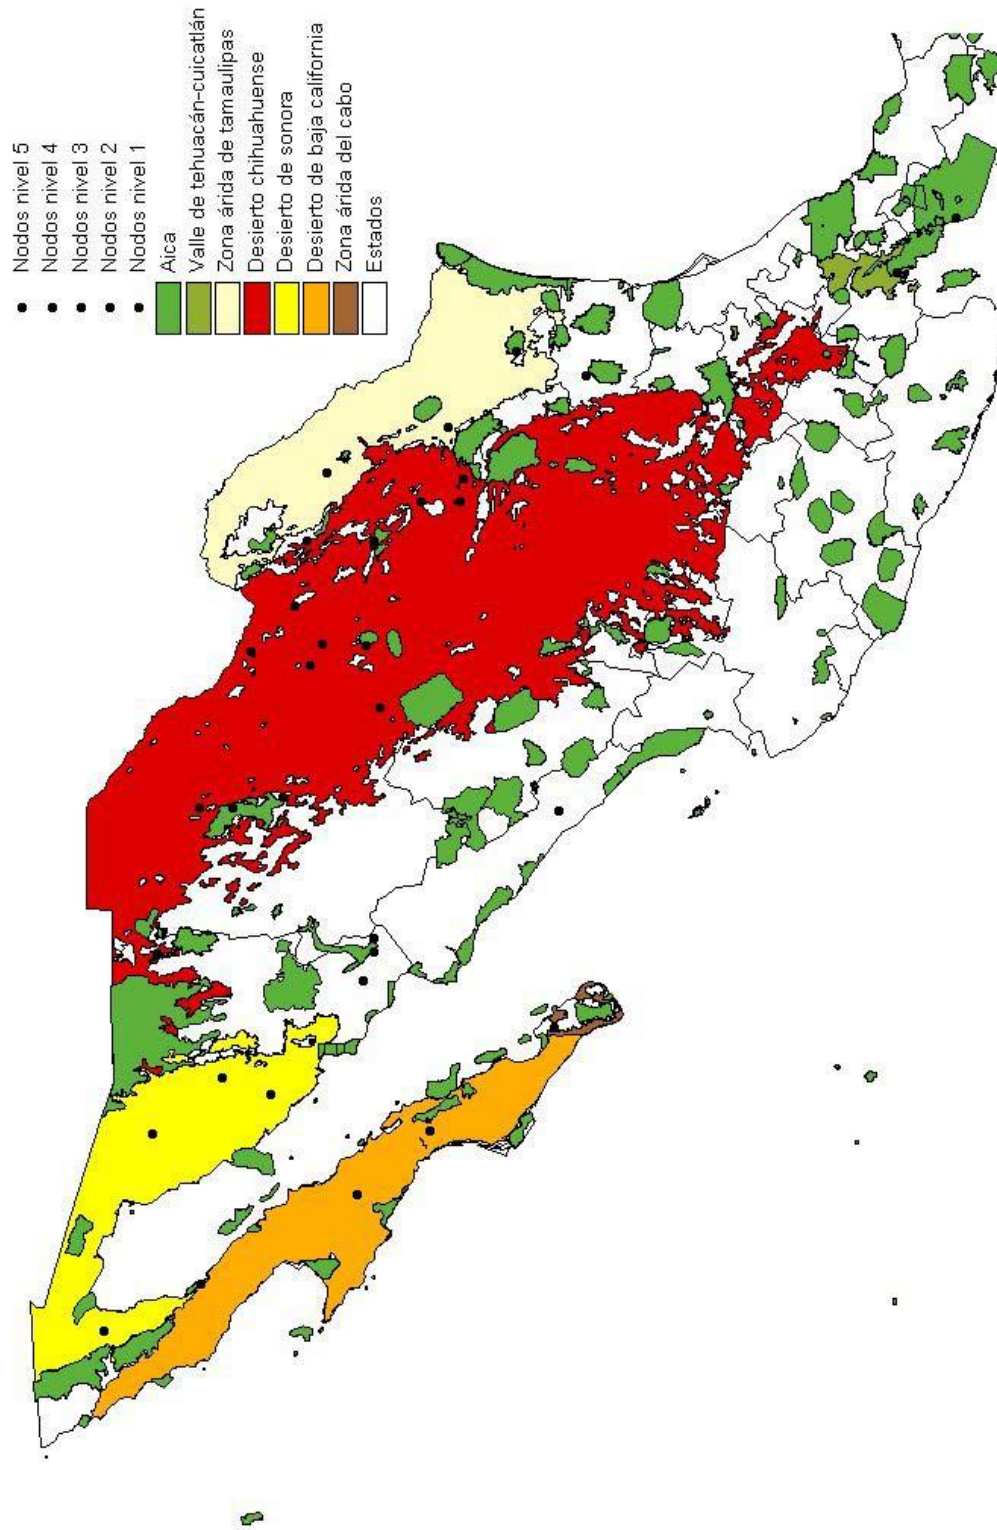 Nodos nivel 5
Nodos nivel 4
Nodos nivel 3
Nodos nivel 2
Nodos nivel 1
Aica
Valle de tehuacán-cuicatlán
Zona árida de tamaulipas
Desierto chihuahuense
Desierto de sonora
Desierto de baja california
Zona árida del cabo
Estados